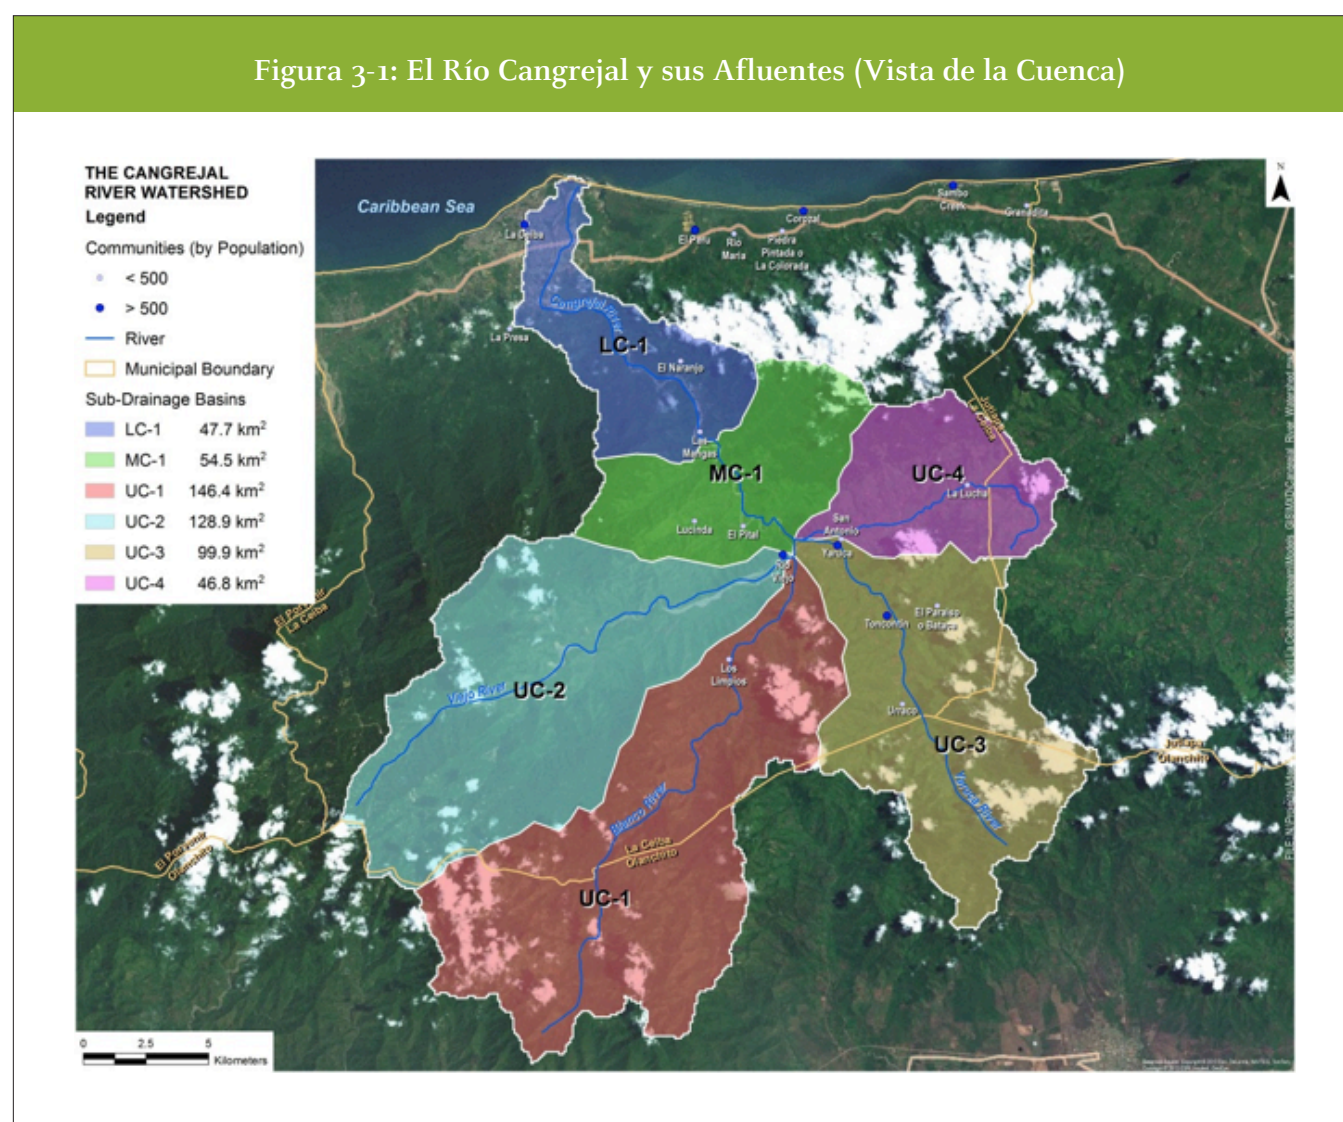 Figura 3-1: El Río Cangrejal y sus Afluentes (Vista de la Cuenca)
THE CANGREJAL
RIVER WATERSHED
Legend
Communities (by Population)
< 500
> 500
River
Municipal Boundary
Sub-Drainage Basins
LC-1 47.7 km²
MC-1 54.5 km²
UC-1 146.4 km²
UC-2 128.9 km²
UC-3 99.9 km²
UC-4 46.8 km²
N
Caribbean Sea
Sambo
Creek
Granadita
Corozal
La Ceiba
El Peru
Rio
Maria
Piedra
Pintada o
La Colorada
Cangrejal River
La Presa
LC-1
El Naranjo
Jutiapa
La Ceiba
Las
Mangas
MC-1
UC-4
La Lucha
Lucinda
El Pital
San
Antonio
Yaruca
Rio
Viejo
El Porvenir
La Ceiba
Toncontin
El Paraiso
o Bataca
Los
Limpios
Viejo River
UC-2
Urraco
UC-3
Jutiapa
Olanchito
Yaruca River
Blanco River
El Porvenir
Olanchito
La Ceiba
Olanchito
UC-1
0 2.5 5
Kilometers